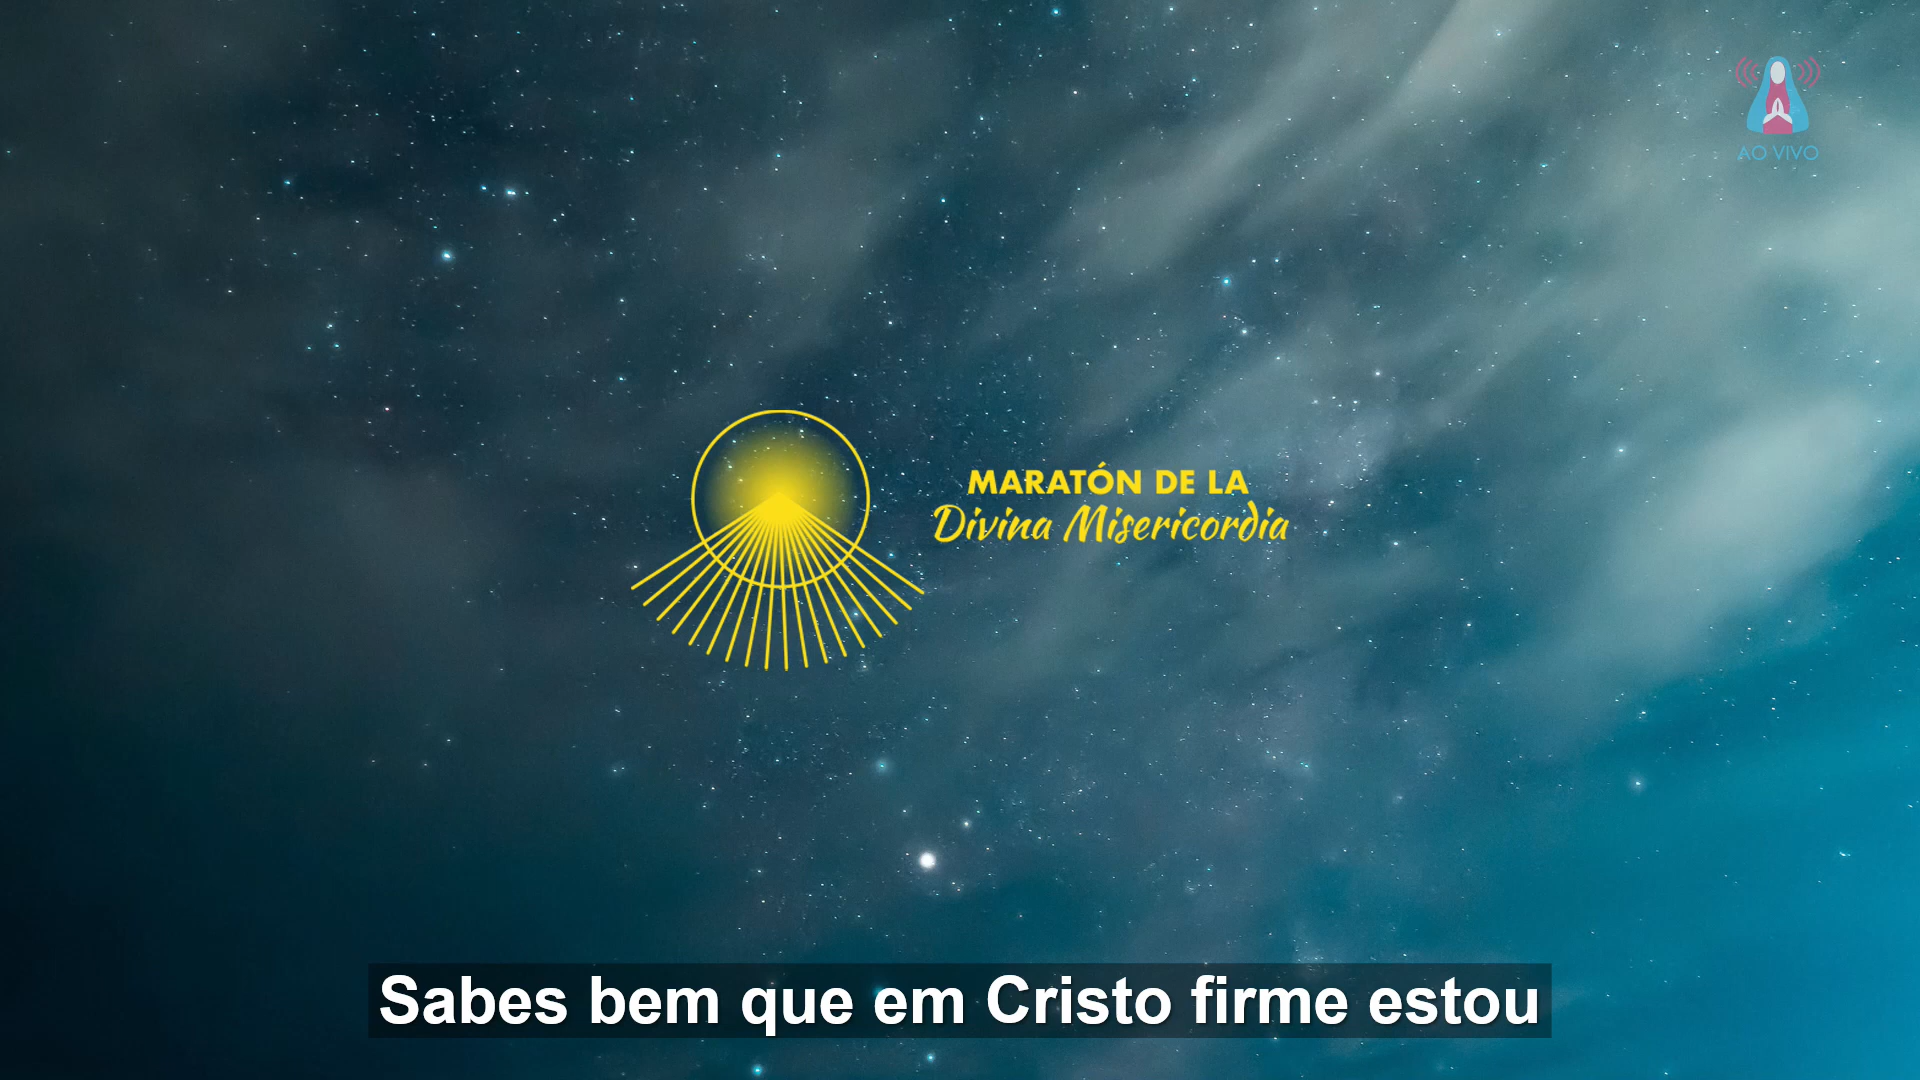 AO VIVO
MARATÓN DE LA
Divina Misericordia
Sabes bem que em Cristo firme estou